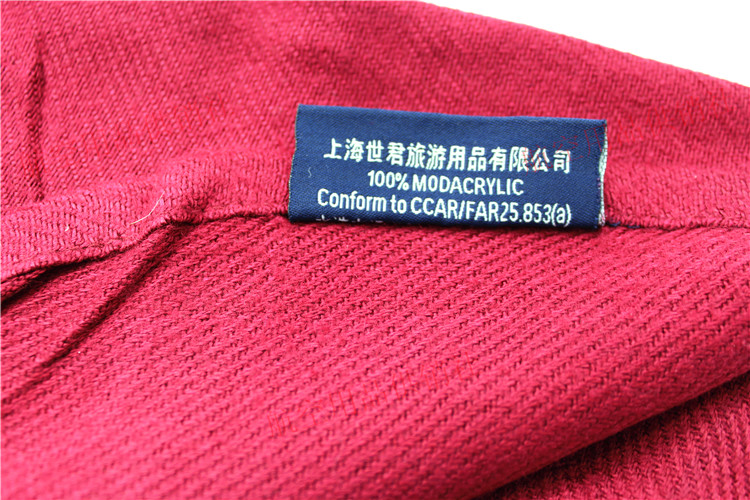 上海世君旅游用品有限公司
100% MODACRYLIC
Conform to CCAR/FAR25.853(a)